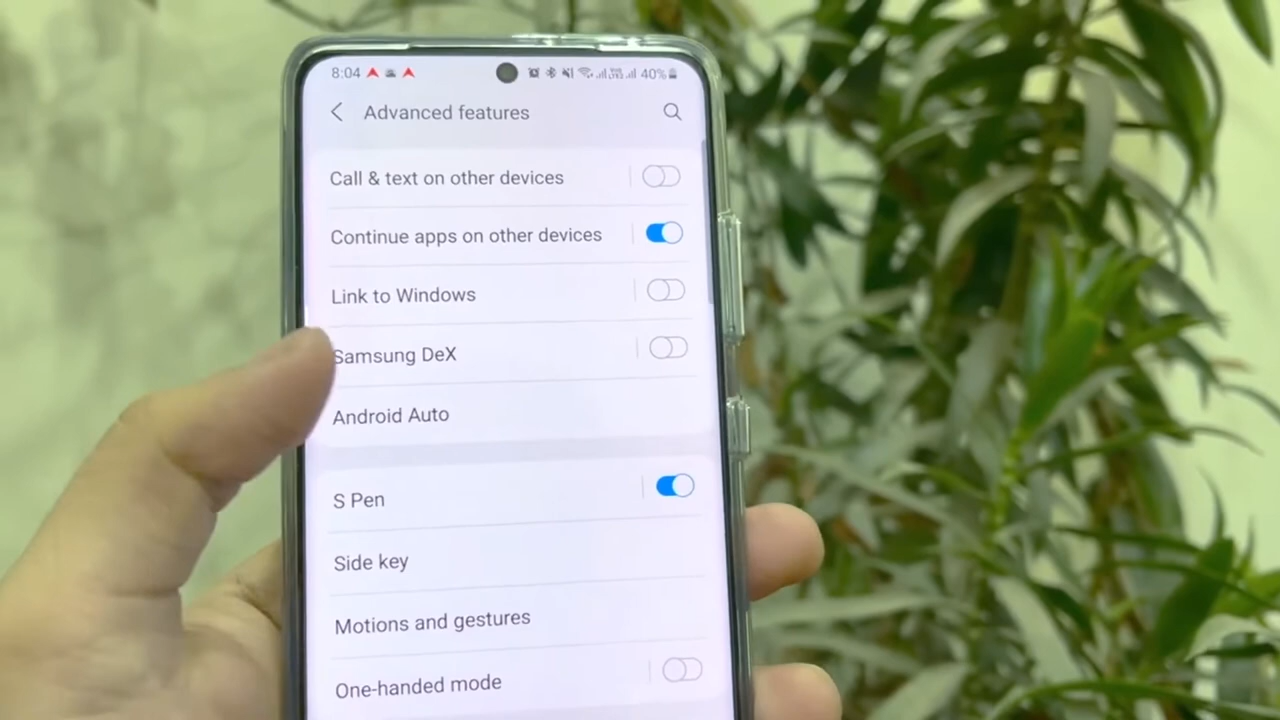 8:04 40%
Advanced features
Call & text on other devices
Continue apps on other devices
Link to Windows
Samsung DeX
Android Auto
S Pen
Side key
Motions and gestures
One-handed mode